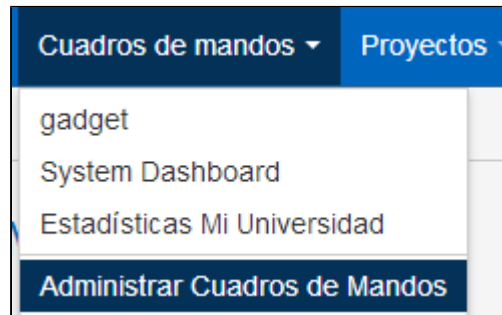 Cuadros de mandos Proyectos
gadget
System Dashboard
Estadísticas Mi Universidad
Administrar Cuadros de Mandos